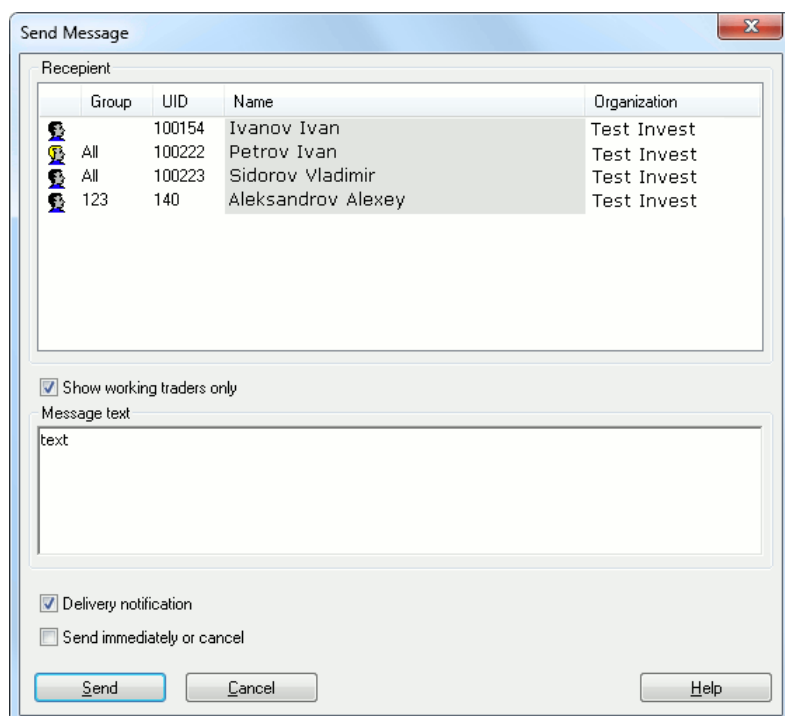 Send Message
Recepient
Group UID Name Organization
100154 Ivanov Ivan Test Invest
All 100222 Petrov Ivan Test Invest
All 100223 Sidorov Vladimir Test Invest
123 140 Aleksandrov Alexey Test Invest
Show working traders only
Message text
text
Delivery notification
Send immediately or cancel
Send Cancel Help